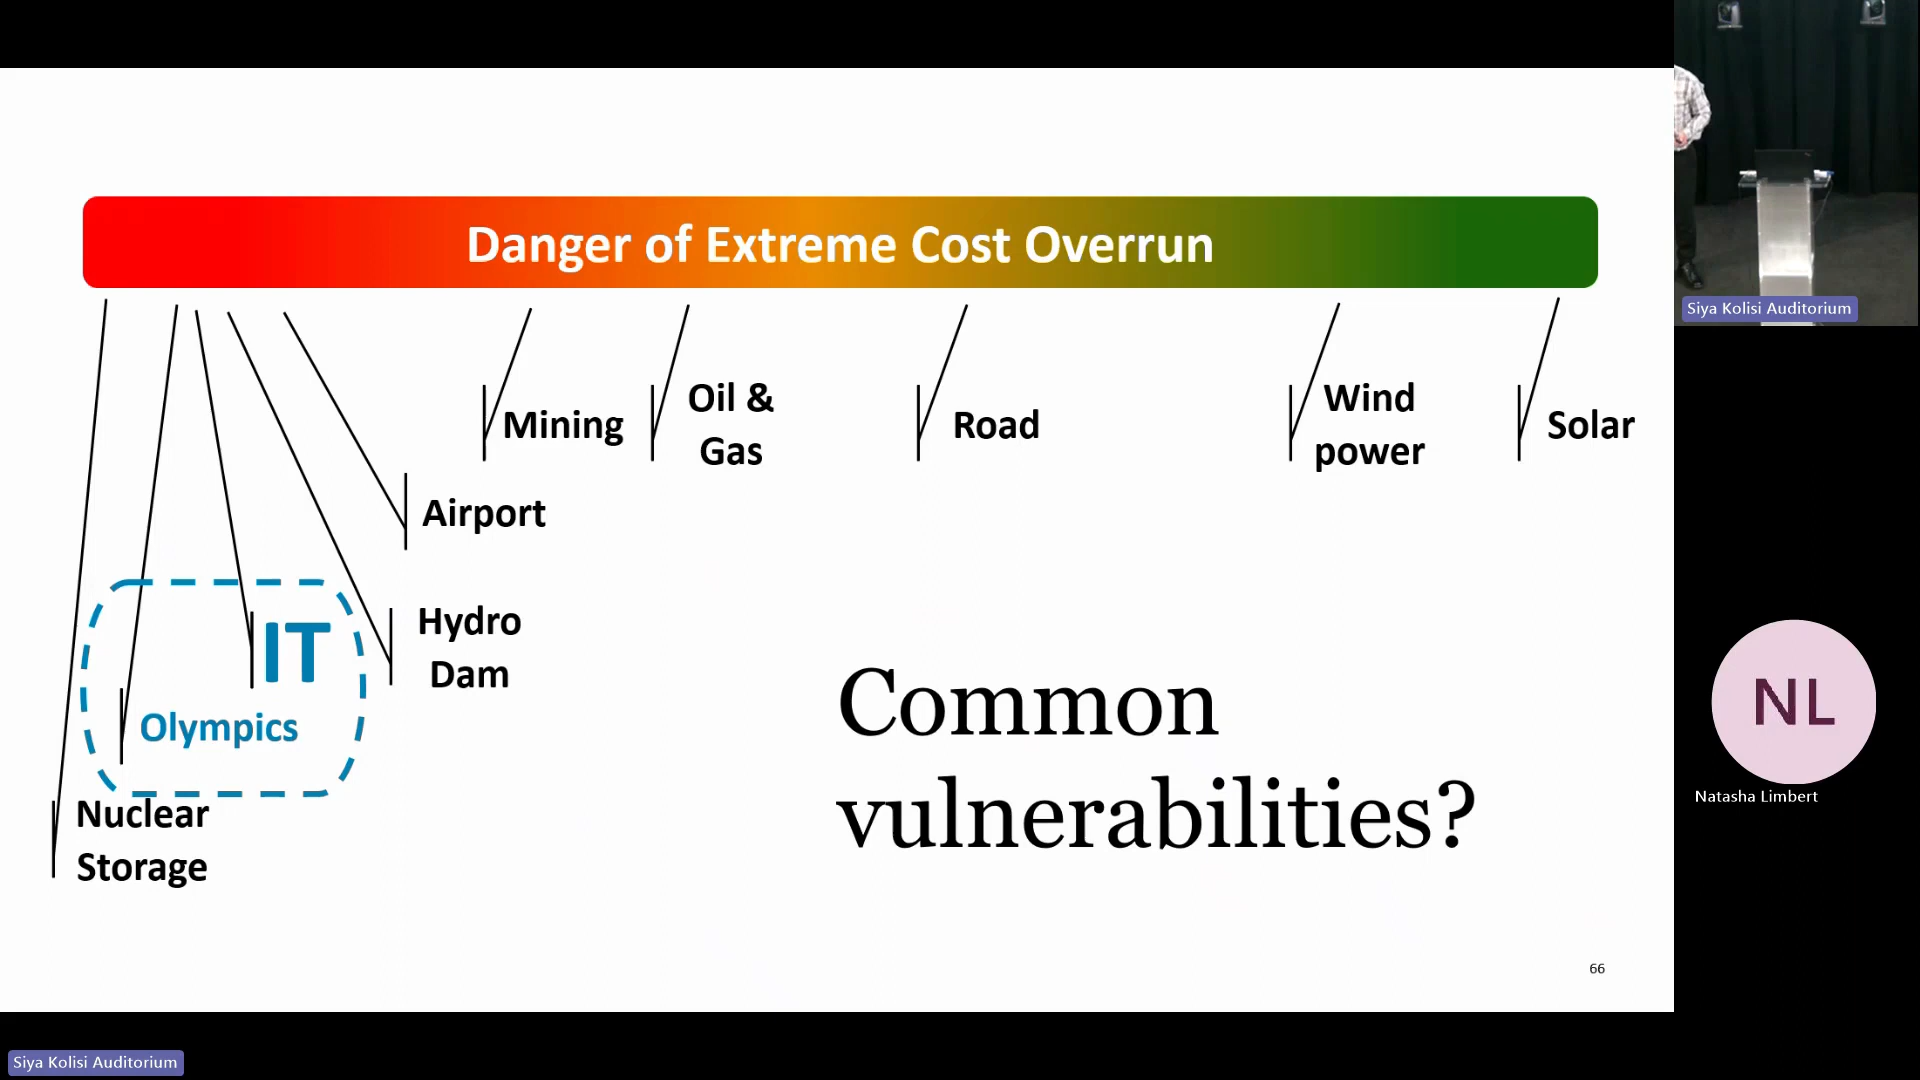 Danger of Extreme Cost Overrun
Mining
Oil &
Gas
Road
Wind
power
Solar
Airport
Hydro
Dam
IT
Olympics
Nuclear
Storage
Common
vulnerabilities?
66
Siya Kolisi Auditorium
NL
Natasha Limbert
Siya Kolisi Auditorium